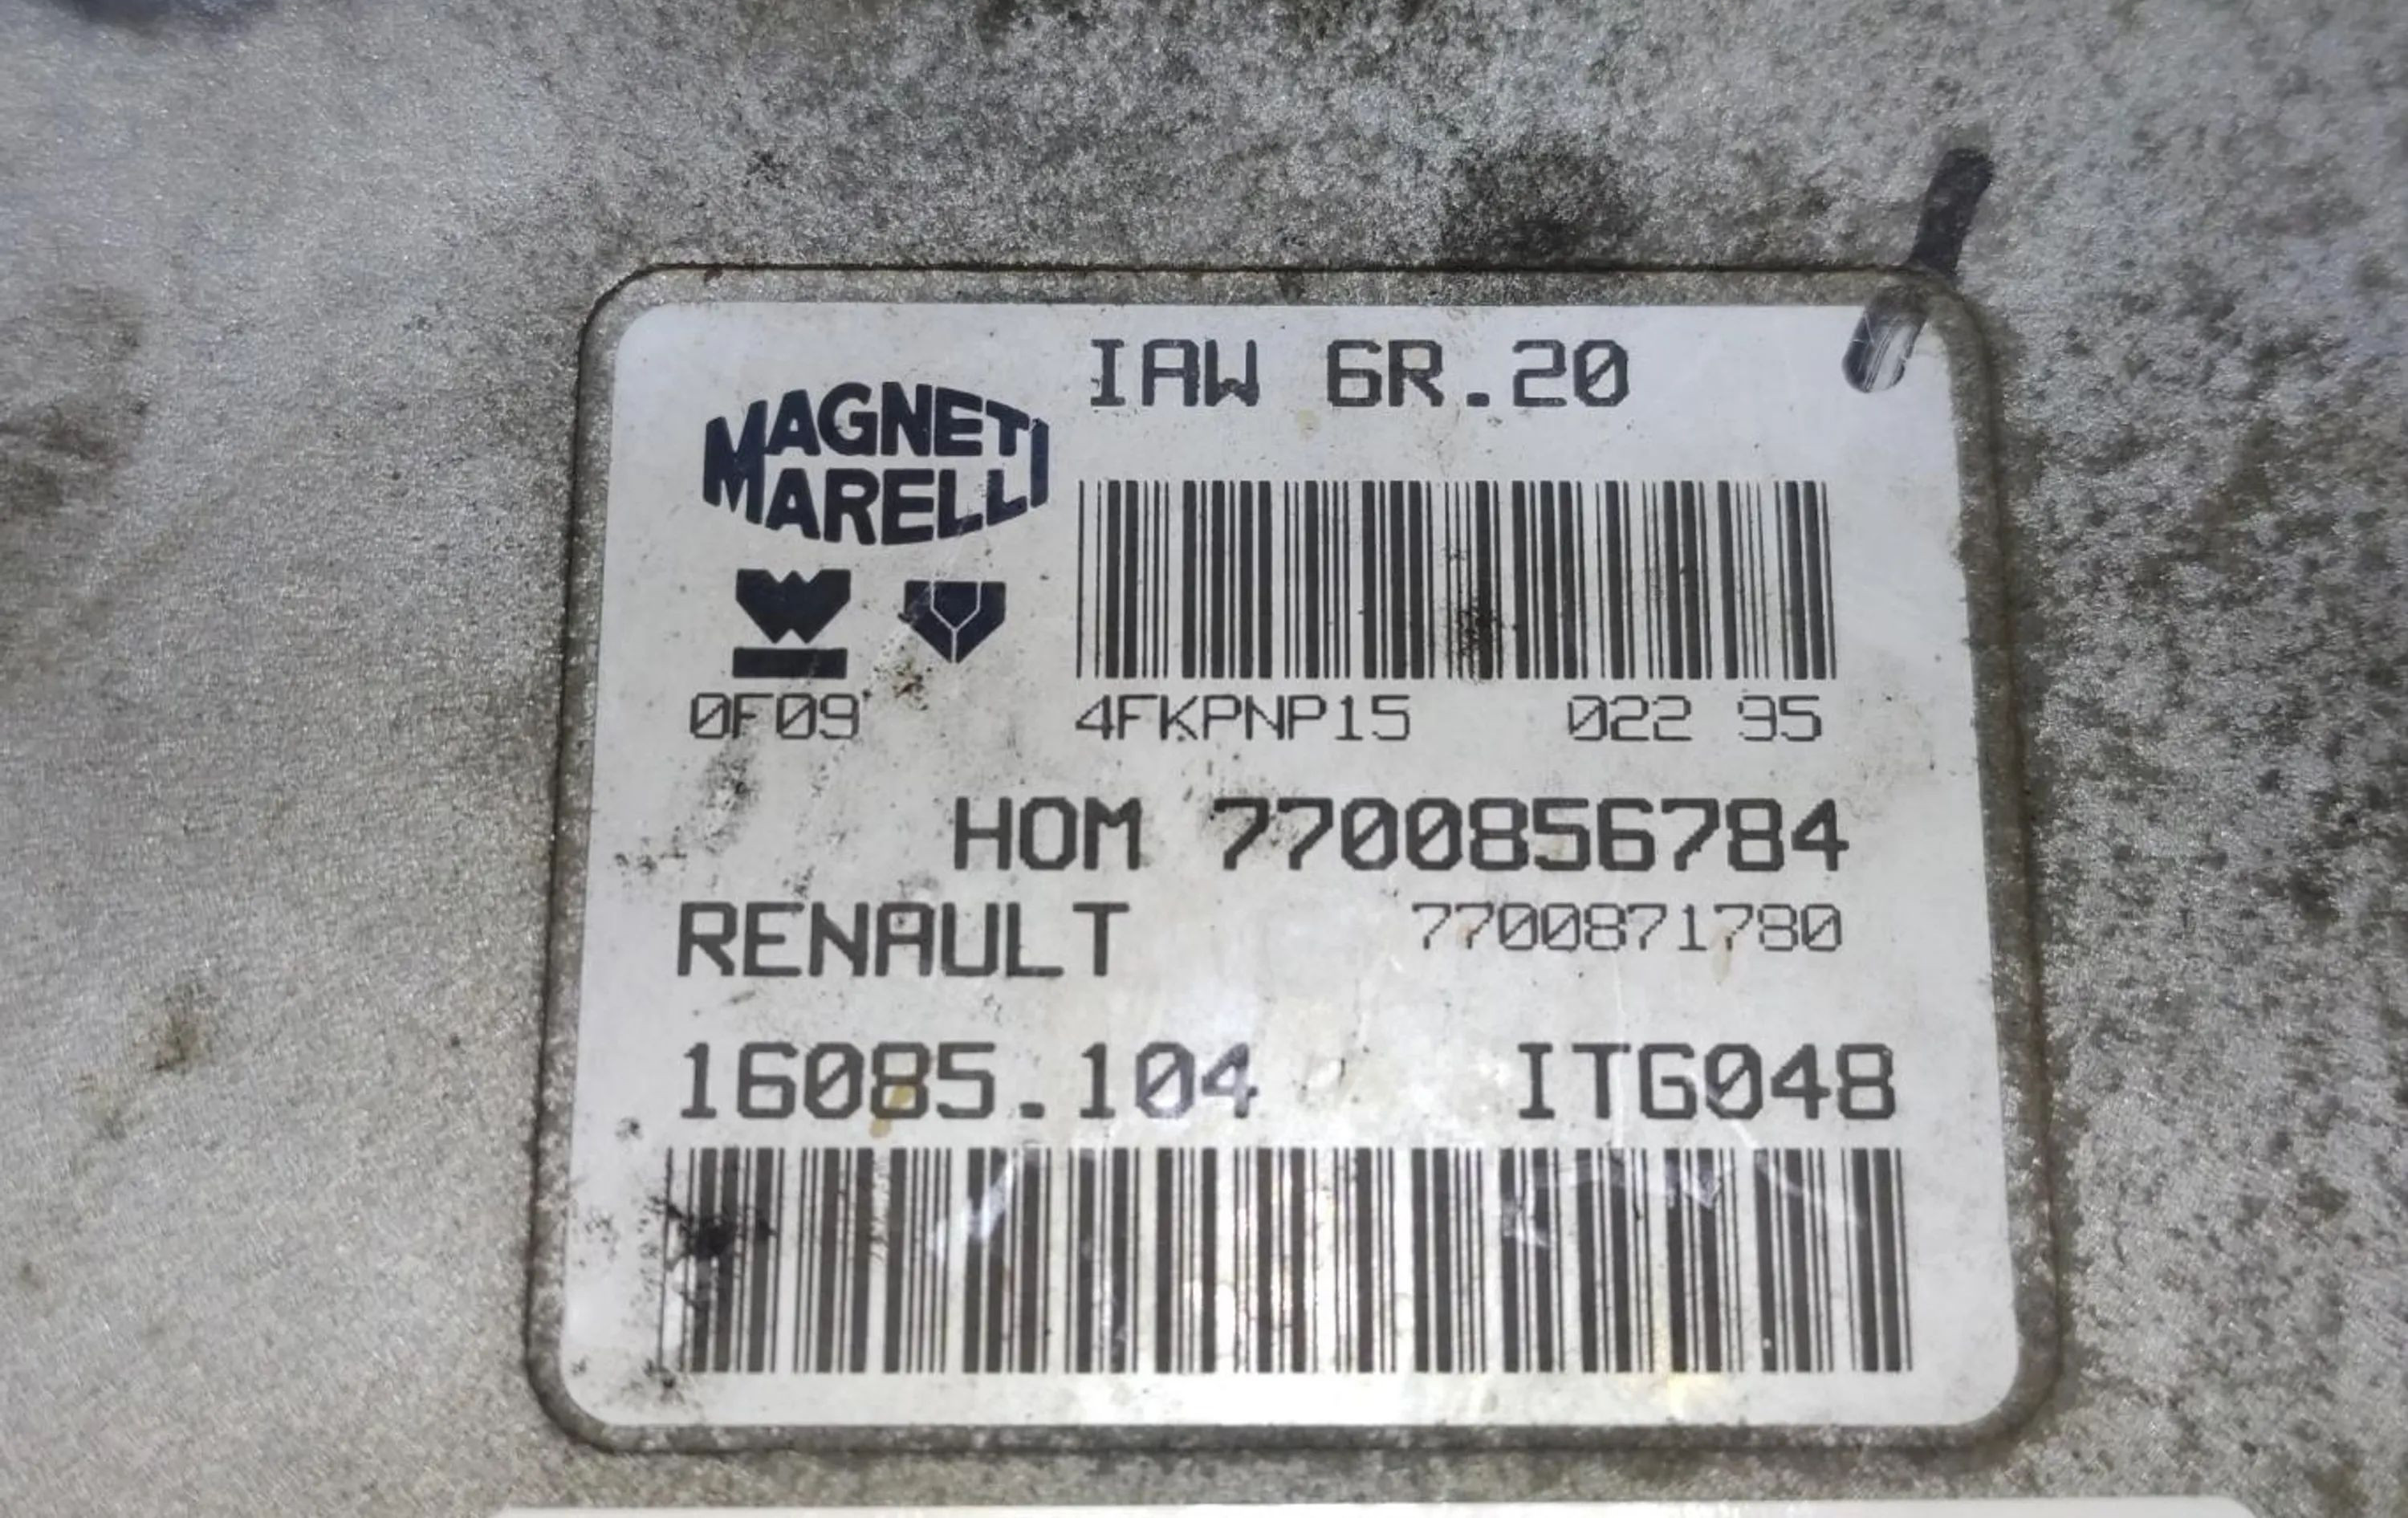 IAW 6R.20
MAGNETI
MARELLI
0F09 4FKPNP15 022 95
HOM 7700856784
RENAULT 7700871780
16085.104 ITG048